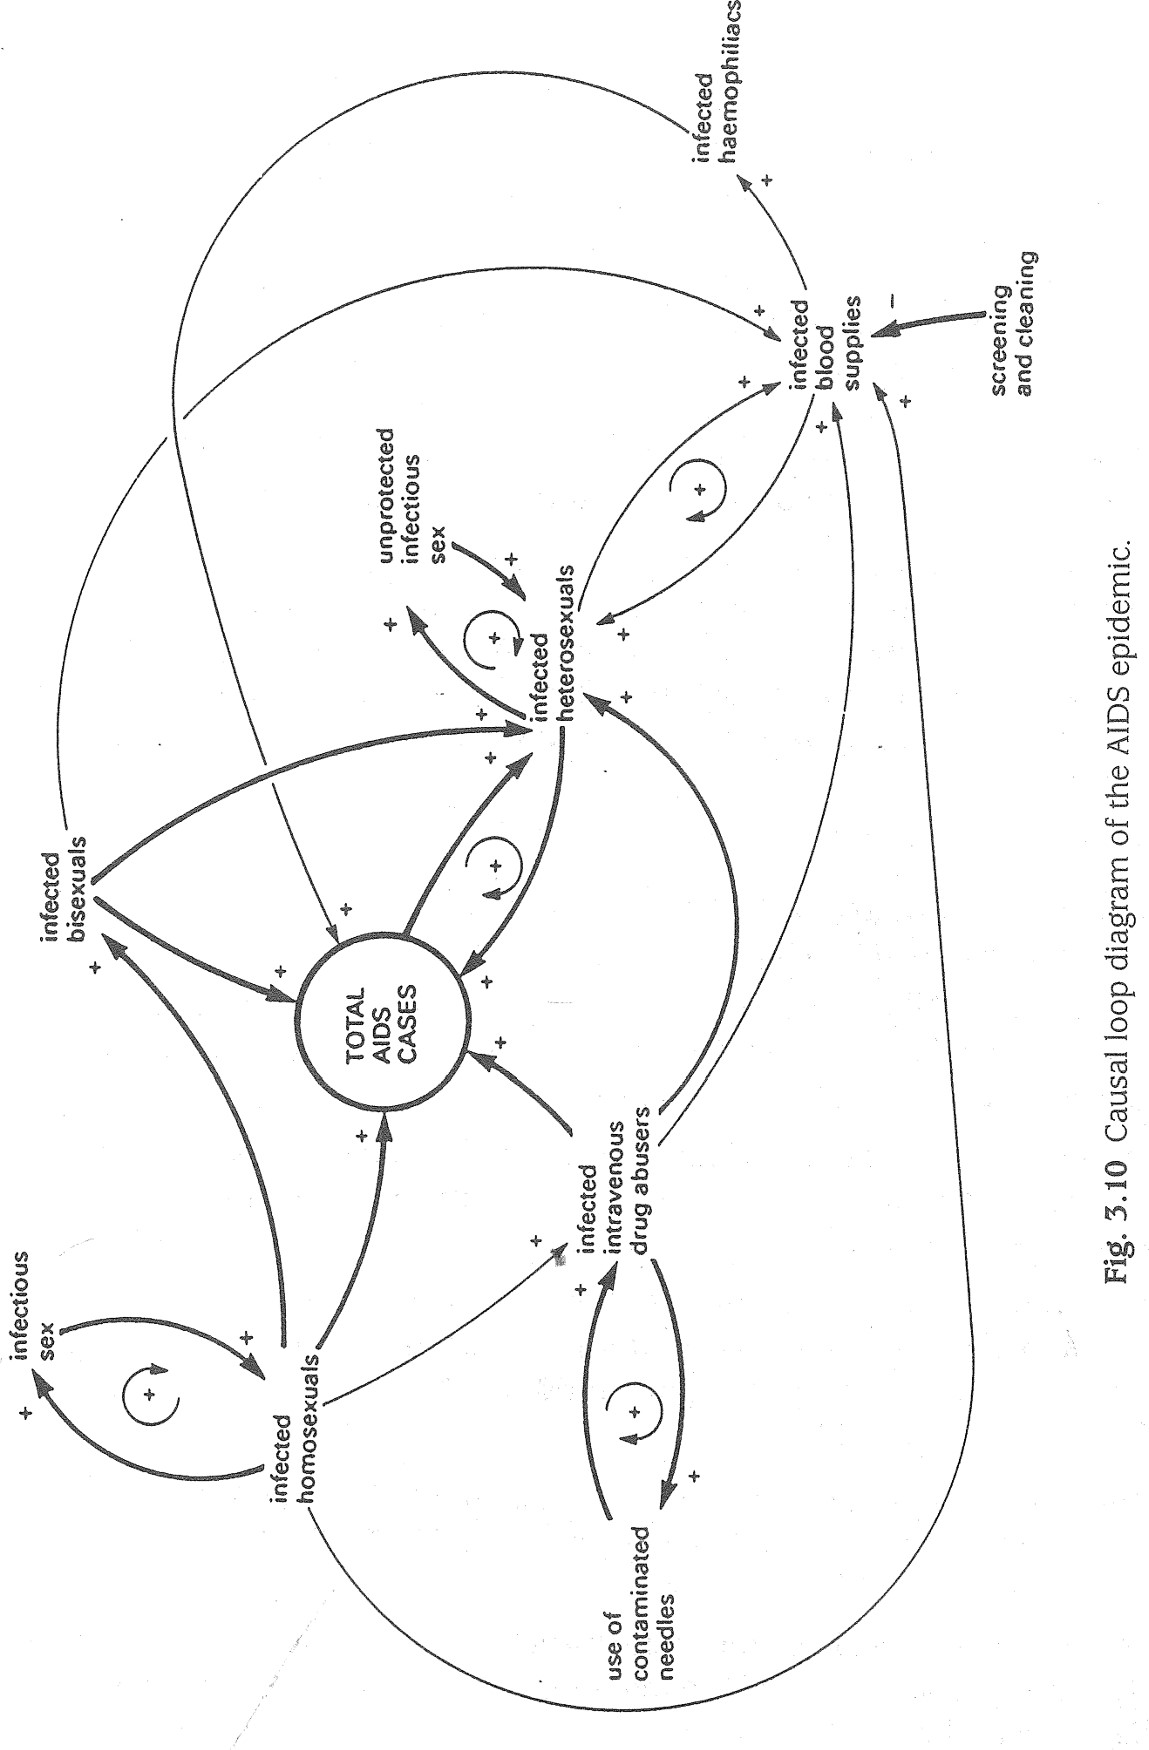 infectious
sex
+
+
+
infected
homosexuals
infected
bisexuals
+
+
+
+
TOTAL
AIDS
CASES
+
+
+
+
+
+
+
unprotected
infectious
sex
+
+
+
infected
heterosexuals
+
+
+
infected
intravenous
drug abusers
+
+
+
+
use of
contaminated
needles
+
+
+
+
infected
blood
supplies
+
−
screening
and cleaning
infected
haemophiliacs
+
Fig. 3.10 Causal loop diagram of the AIDS epidemic.